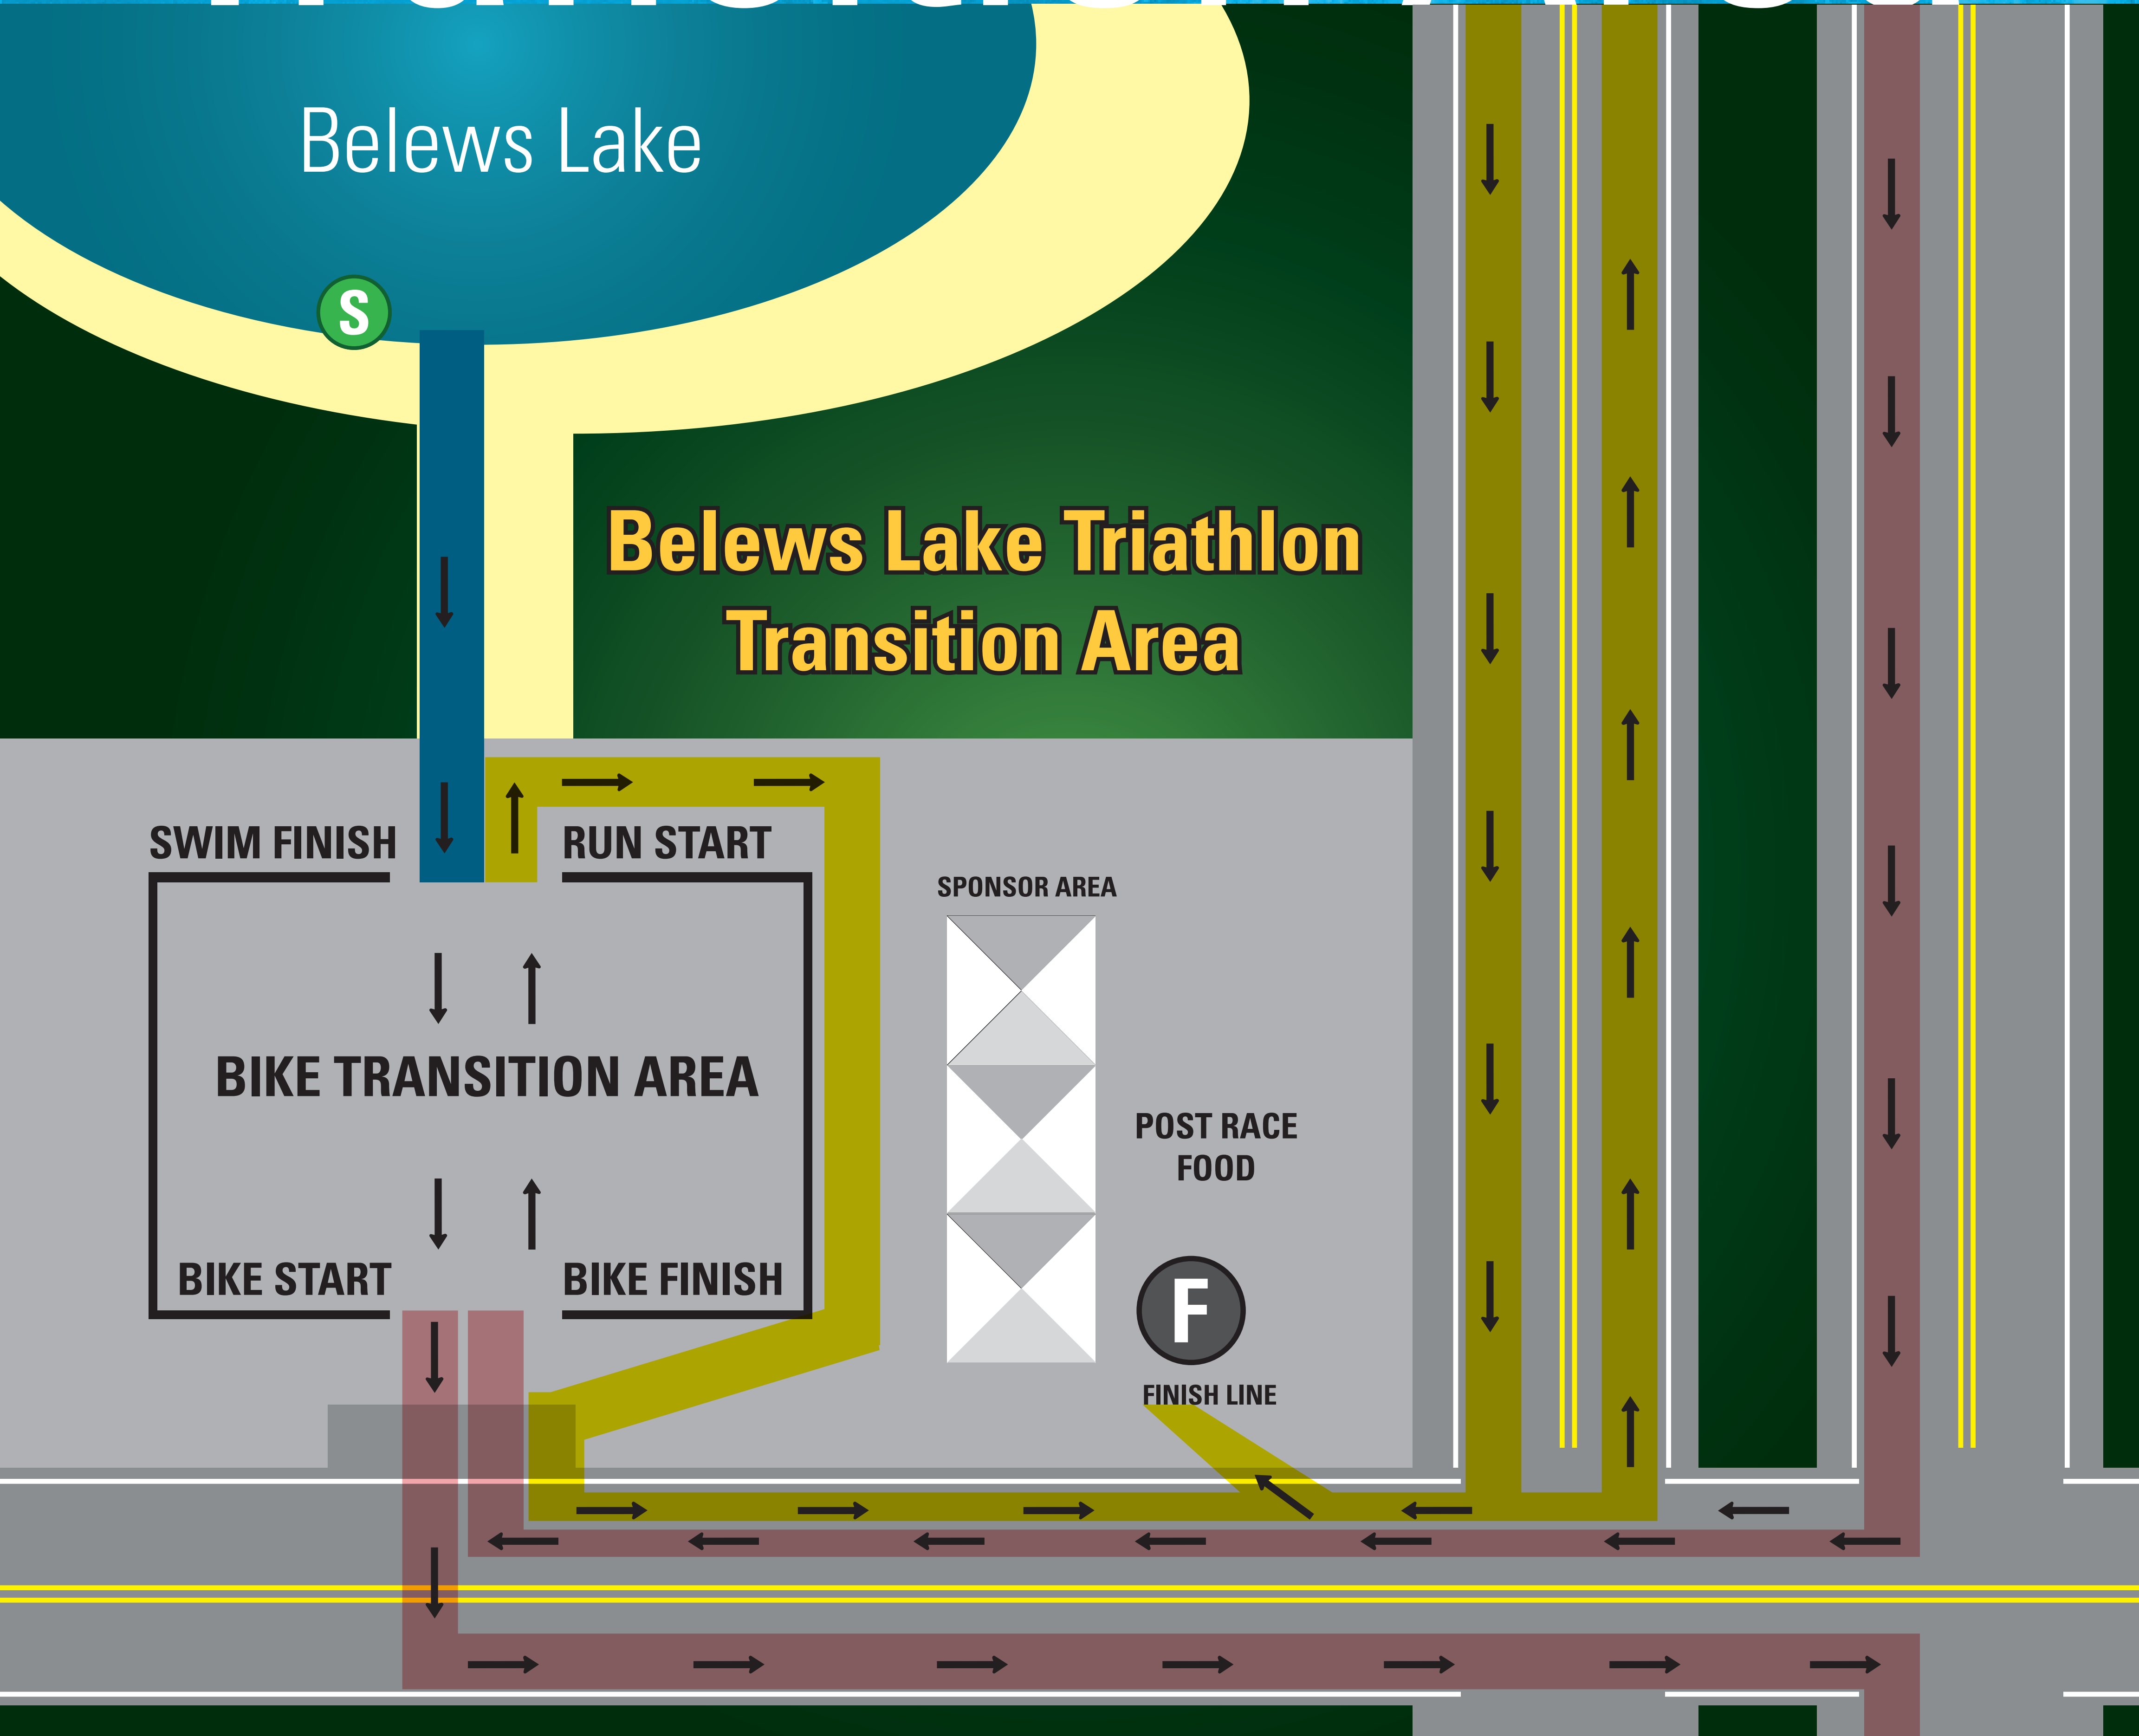 Belews Lake
S
Belews Lake Triathlon
Transition Area
SWIM FINISH
RUN START
SPONSOR AREA
BIKE TRANSITION AREA
POST RACE
FOOD
BIKE START
BIKE FINISH
F
FINISH LINE